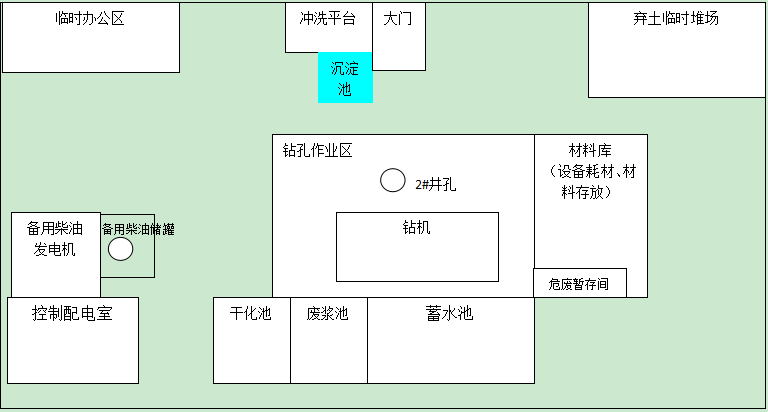 临时办公区
冲洗平台
大门
弃土临时堆场
沉淀
池
钻孔作业区
2#井孔
钻机
材料库
（设备耗材、材
料存放）
危废暂存间
备用柴油
发电机
备用柴油储罐
控制配电室
干化池
废浆池
蓄水池